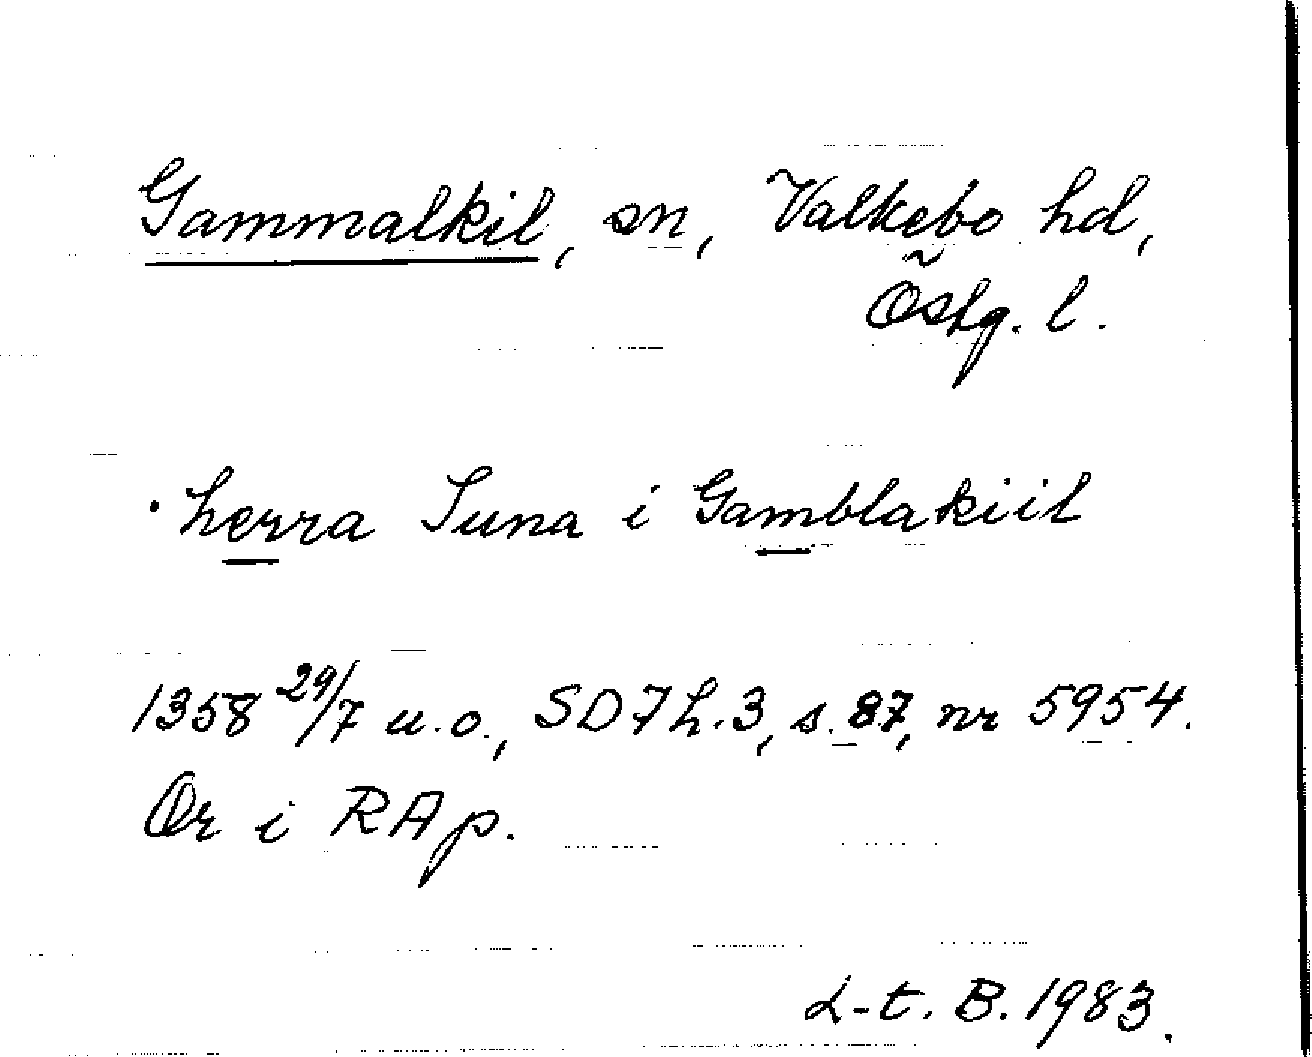 Gammalkil, sn, Valkebo hd,
Östg. l.
· herra Suna i Gamblakiil
1358 29/7 u.o., SD 7 h. 3, s. 87, nr 5954.
Or i RAp.
L-t. B. 1983.